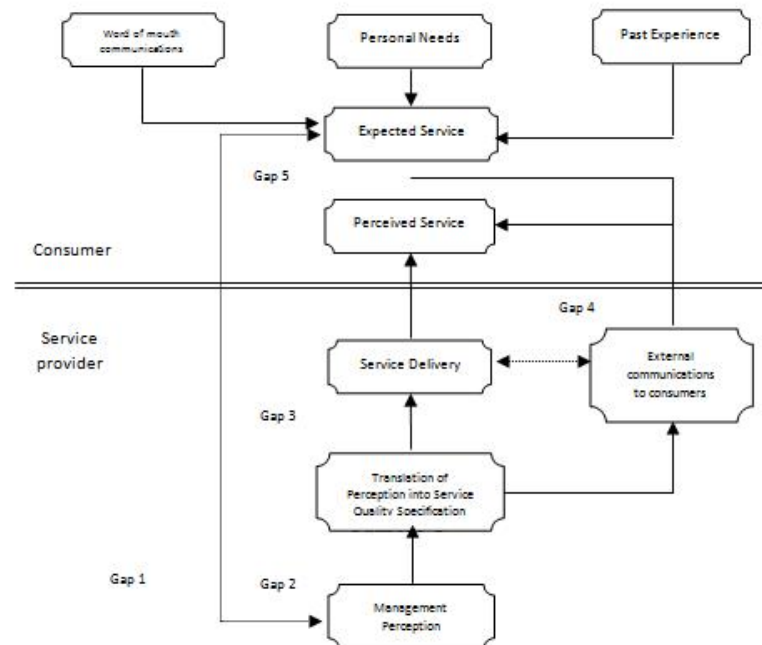 Word of mouth
communications
Personal Needs
Past Experience
Expected Service
Gap 5
Perceived Service
Consumer
Gap 4
Service
provider
Service Delivery
External
communications
to consumers
Gap 3
Translation of
Perception into Service
Quality Specification
Gap 1
Gap 2
Management
Perception